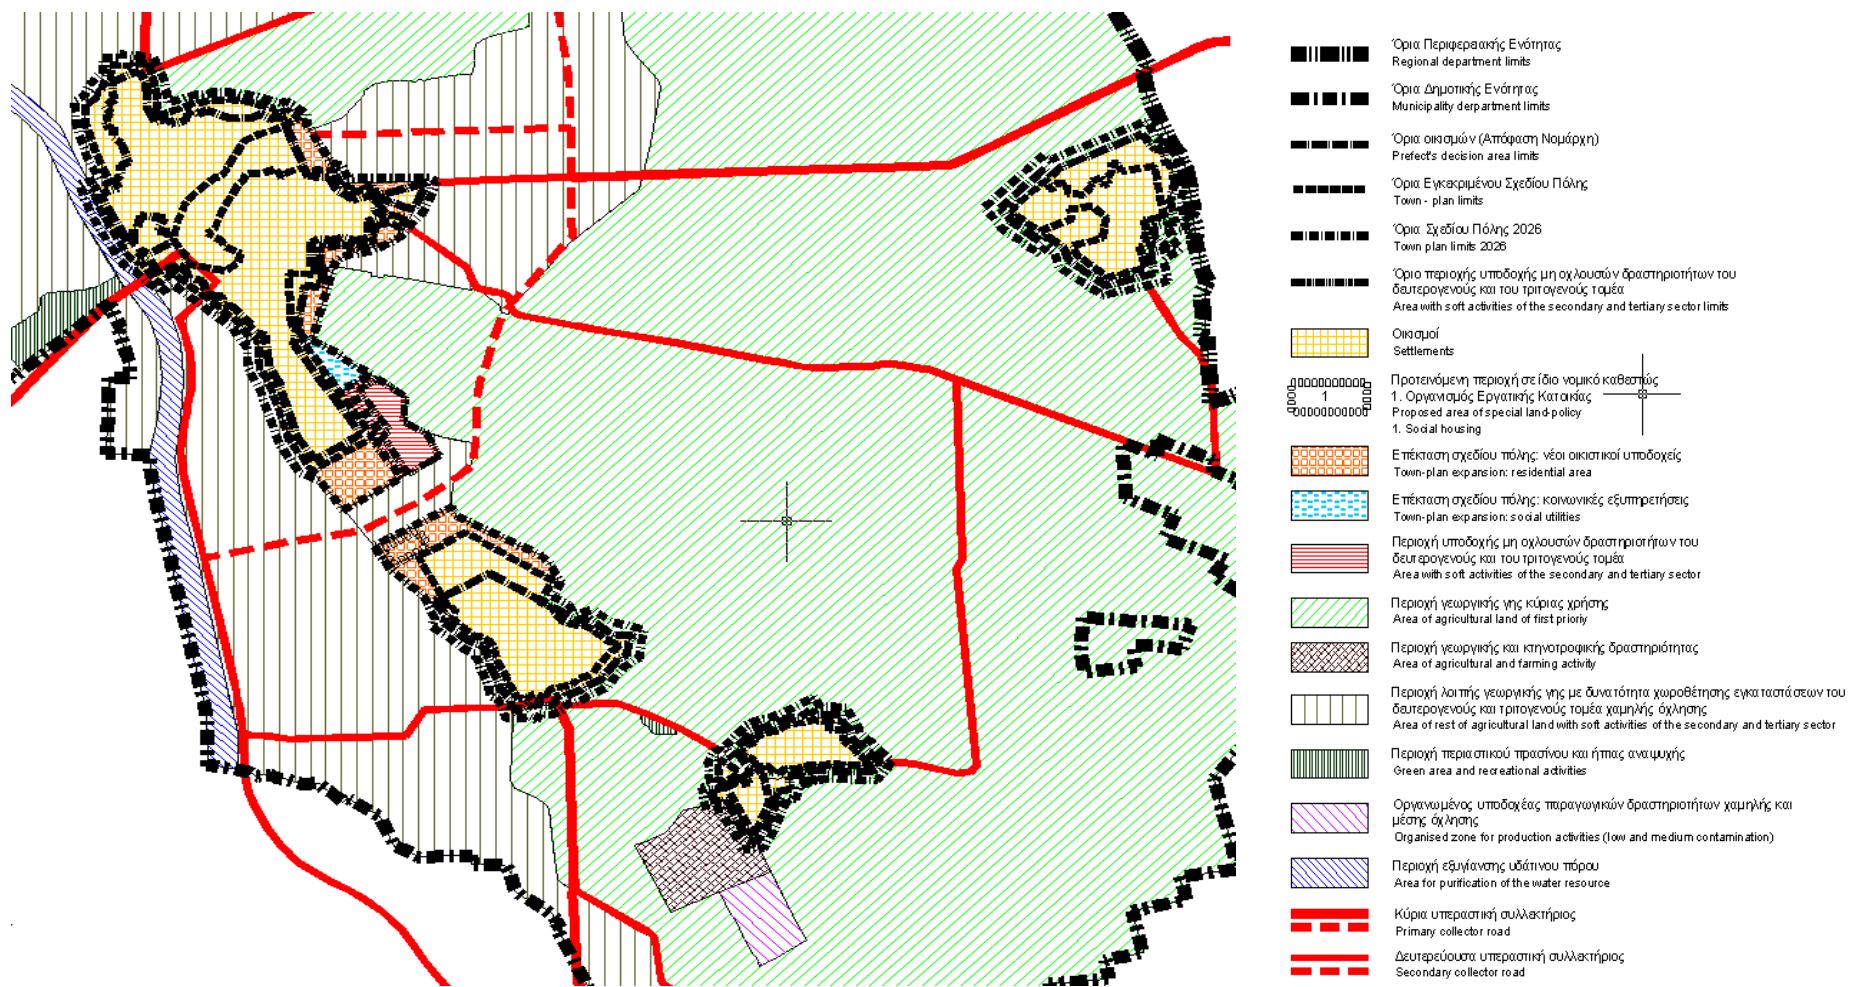 Όρια Περιφερειακής Ενότητας
Regional department limits
Όρια Δημοτικής Ενότητας
Municipality derpartment limits
Όρια οικισμών (Απόφαση Νομάρχη)
Prefect's decision area limits
Όρια Εγκεκριμένου Σχεδίου Πόλης
Town - plan limits
Όρια Σχεδίου Πόλης 2026
Town plan limits 2026
Όριο περιοχής υποδοχής μη οχλουσών δραστηριοτήτων του
δευτερογενούς και του τριτογενούς τομέα
Area with soft activities of the secondary and tertiary sector limits
Οικισμοί
Settlements
Προτεινόμενη περιοχή σε ίδιο νομικό καθεστώς
1
1. Οργανισμός Εργατικής Κατοικίας
Proposed area of special land-policy
1. Social housing
Επέκταση σχεδίου πόλης: νέοι οικιστικοί υποδοχείς
Town-plan expansion: residential area
Επέκταση σχεδίου πόλης: κοινωνικές εξυπηρετήσεις
Town-plan expansion: social utilities
Περιοχή υποδοχής μη οχλουσών δραστηριοτήτων του
δευτερογενούς και του τριτογενούς τομέα
Area with soft activities of the secondary and tertiary sector
Περιοχή γεωργικής γης κύριας χρήσης
Area of agricultural land of first prioriy
Περιοχή γεωργικής και κτηνοτροφικής δραστηριότητας
Area of agricultural and farming activity
Περιοχή λοιπής γεωργικής γης με δυνατότητα χωροθέτησης εγκαταστάσεων του
δευτερογενούς και τριτογενούς τομέα χαμηλής όχλησης
Area of rest of agricultural land with soft activities of the secondary and tertiary sector
Περιοχή περιαστικού πρασίνου και ήπιας αναψυχής
Green area and recreational activities
Οργανωμένος υποδοχέας παραγωγικών δραστηριοτήτων χαμηλής και
μέσης όχλησης
Organised zone for production activities (low and medium contamination)
Περιοχή εξυγίανσης υδάτινου πόρου
Area for purification of the water resource
Κύρια υπεραστική συλλεκτήριος
Primary collector road
Δευτερεύουσα υπεραστική συλλεκτήριος
Secondary collector road